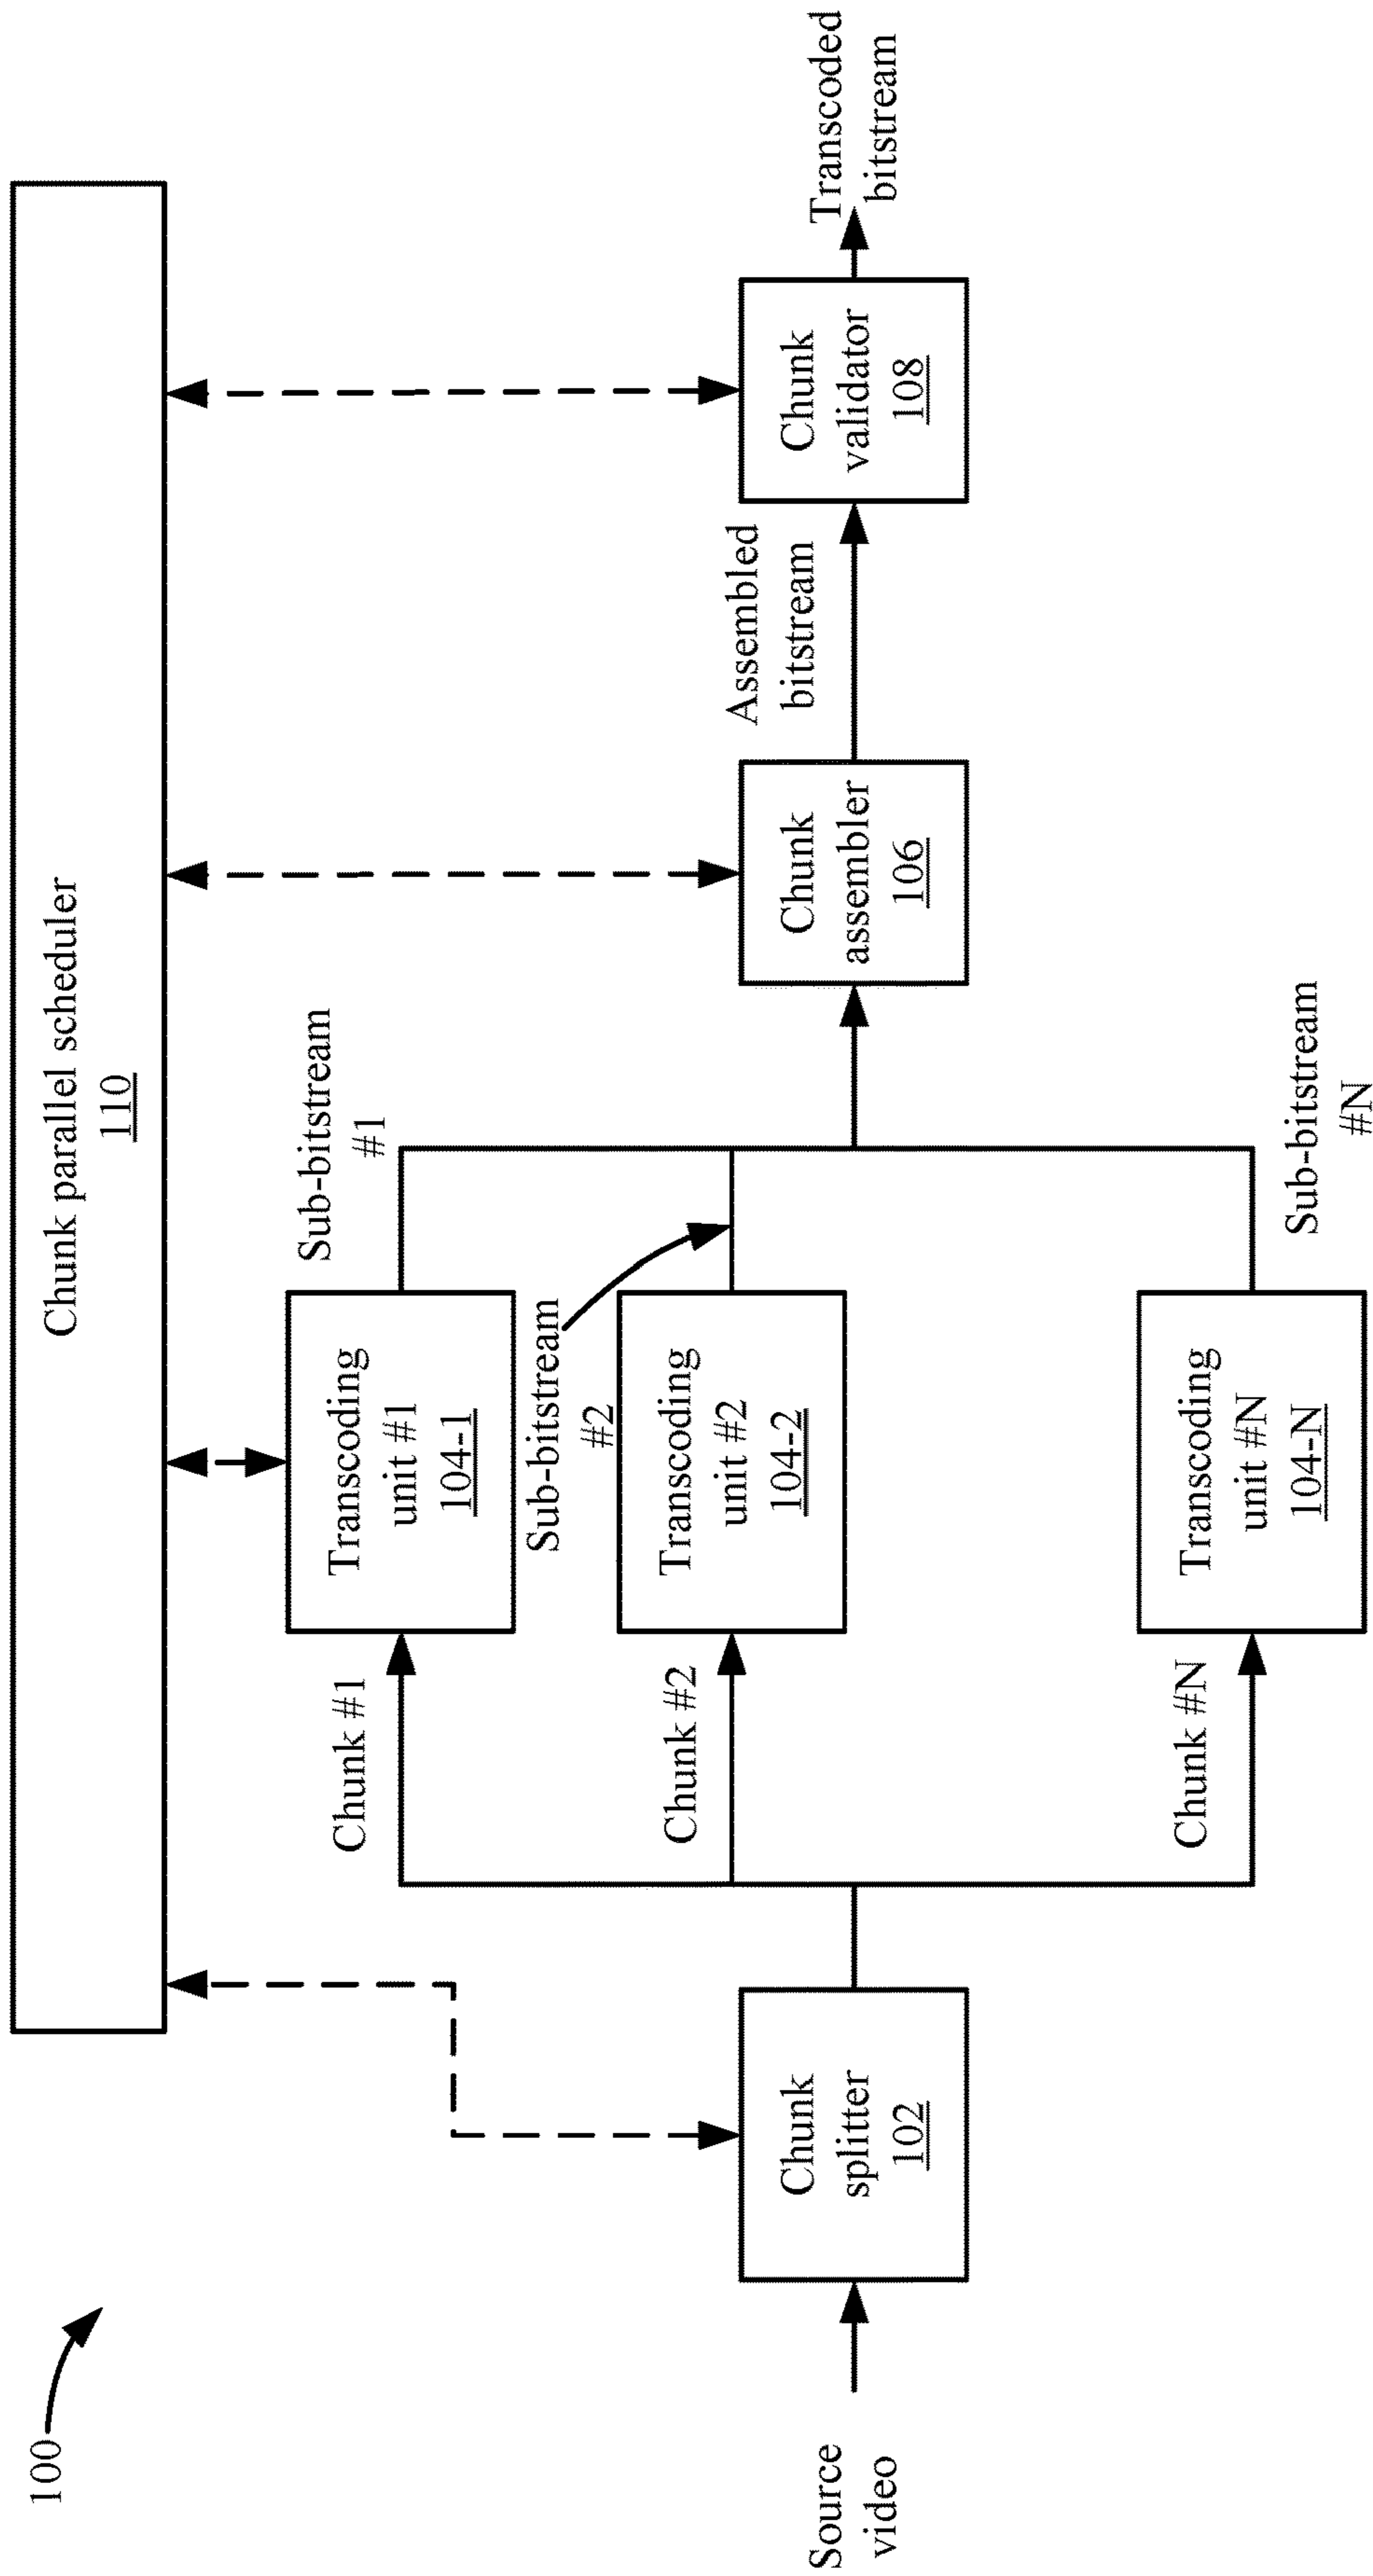 100
Chunk parallel scheduler
110
Source
video
Chunk
splitter
102
Chunk #1
Chunk #2
Chunk #N
Transcoding
unit #1
104-1
Sub-bitstream
#1
Sub-bitstream
#2
Transcoding
unit #2
104-2
Transcoding
unit #N
104-N
Sub-bitstream
#N
Chunk
assembler
106
Assembled
bitstream
Chunk
validator
108
Transcoded
bitstream